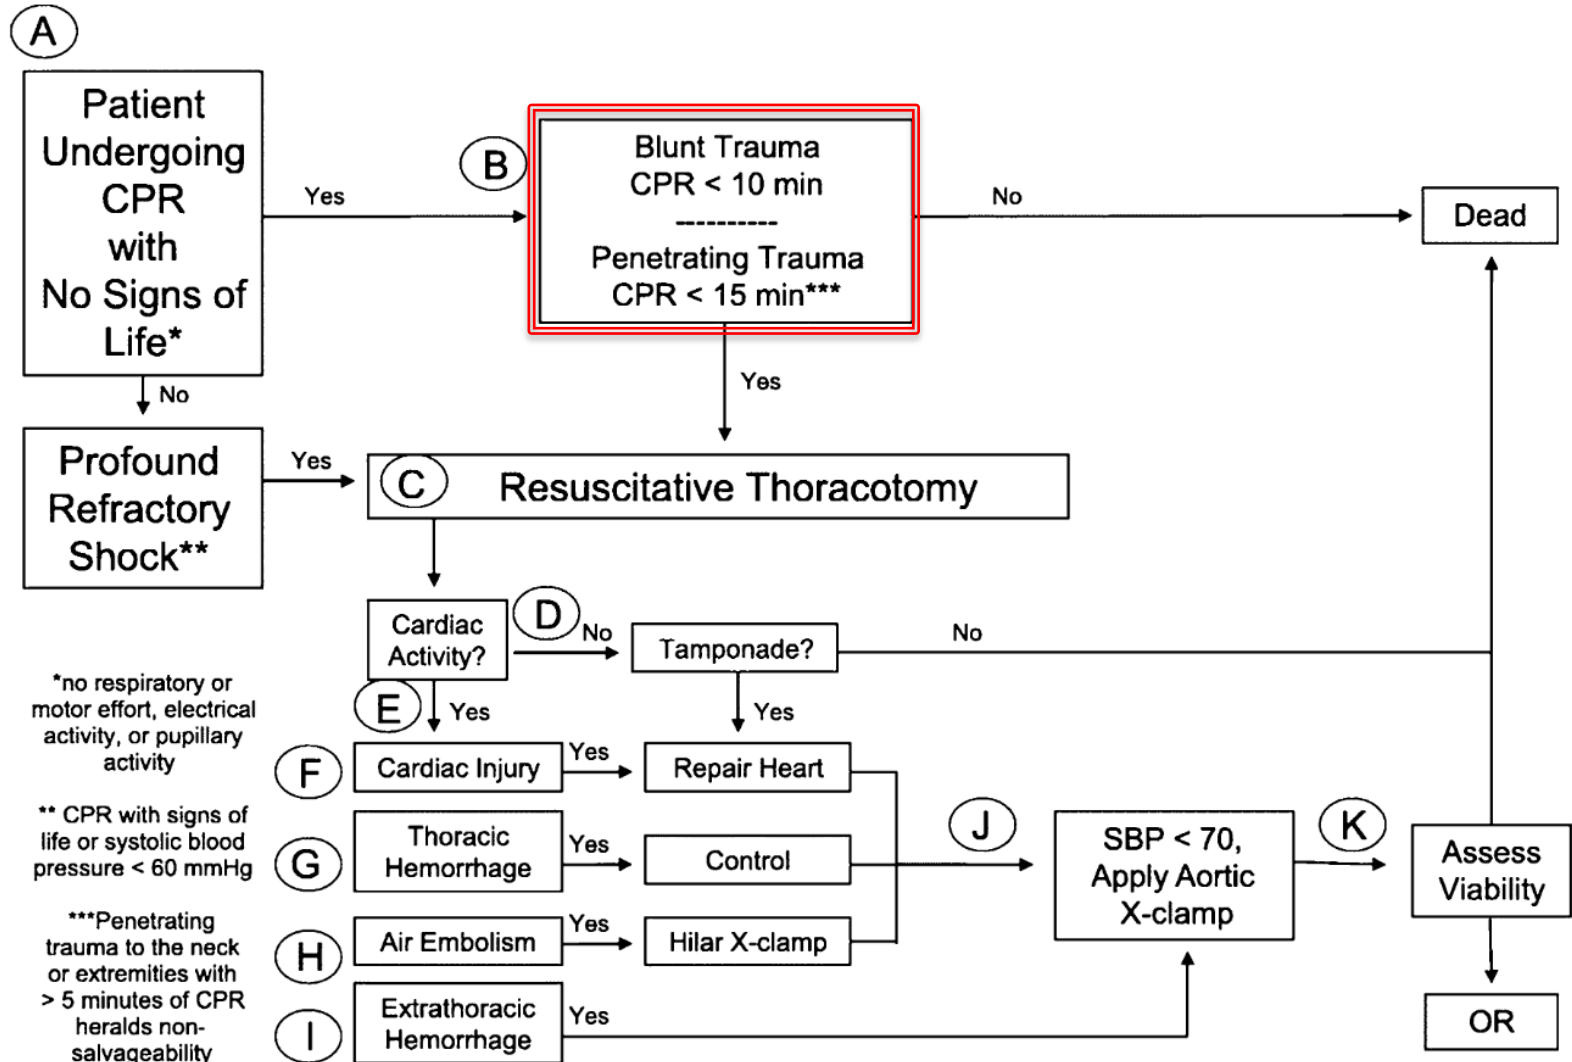 A
Patient
Undergoing
CPR
with
No Signs of
Life*
Yes
B
Blunt Trauma
CPR < 10 min
----------
Penetrating Trauma
CPR < 15 min***
No
Dead
No
Yes
Profound
Refractory
Shock**
Yes
C
Resuscitative Thoracotomy
Cardiac
Activity?
D
No
Tamponade?
No
E
Yes
Yes
*no respiratory or
motor effort, electrical
activity, or pupillary
activity
F
Cardiac Injury
Yes
Repair Heart
** CPR with signs of
life or systolic blood
pressure < 60 mmHg
G
Thoracic
Hemorrhage
Yes
Control
J
SBP < 70,
Apply Aortic
X-clamp
K
Assess
Viability
***Penetrating
trauma to the neck
or extremities with
> 5 minutes of CPR
heralds non-
salvageability
H
Air Embolism
Yes
Hilar X-clamp
I
Extrathoracic
Hemorrhage
Yes
OR